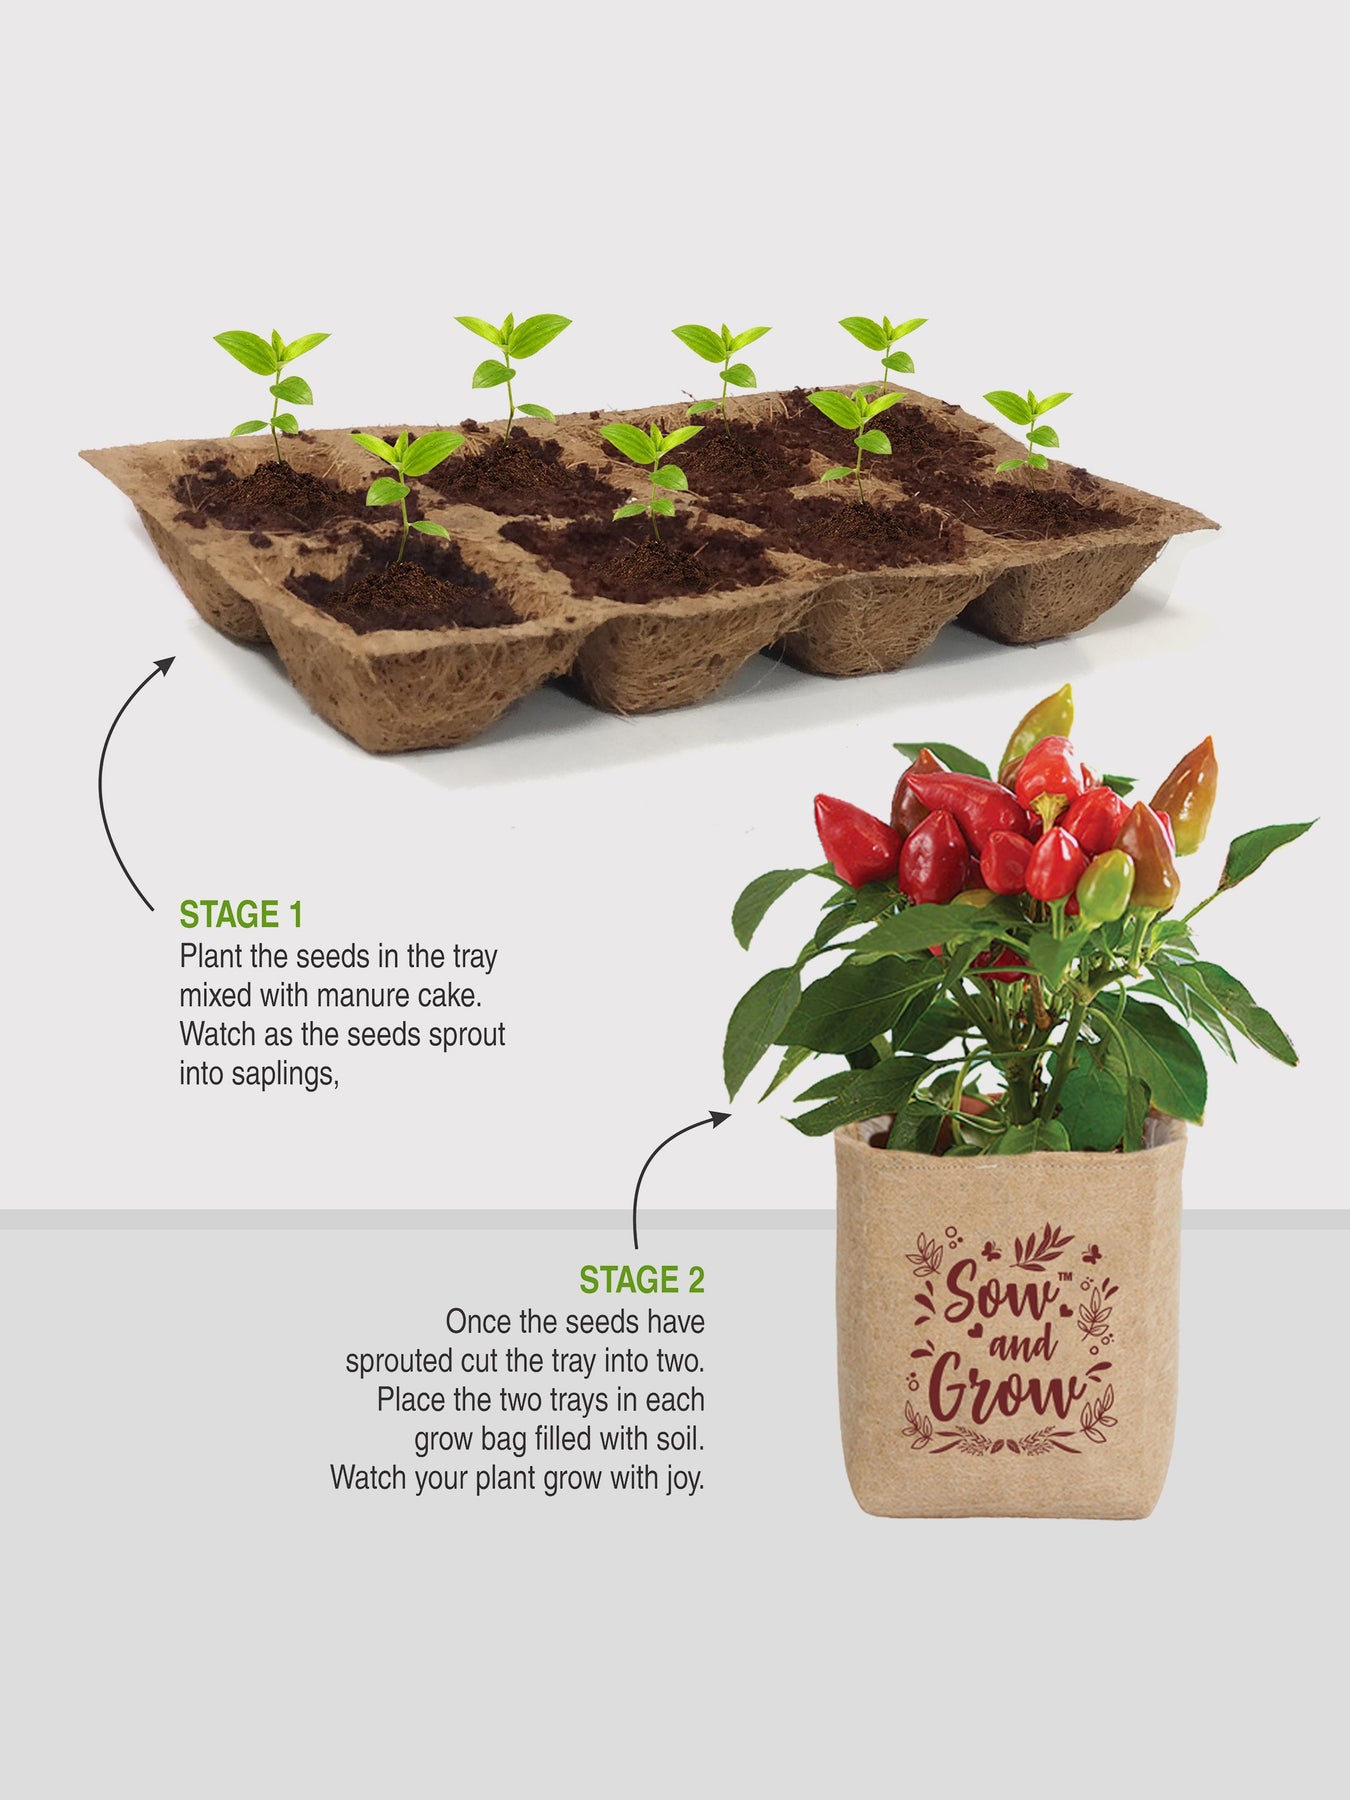 STAGE 1
Plant the seeds in the tray
mixed with manure cake.
Watch as the seeds sprout
into saplings,
STAGE 2
Once the seeds have
sprouted cut the tray into two.
Place the two trays in each
grow bag filled with soil.
Watch your plant grow with joy.
Sow™
and
Grow